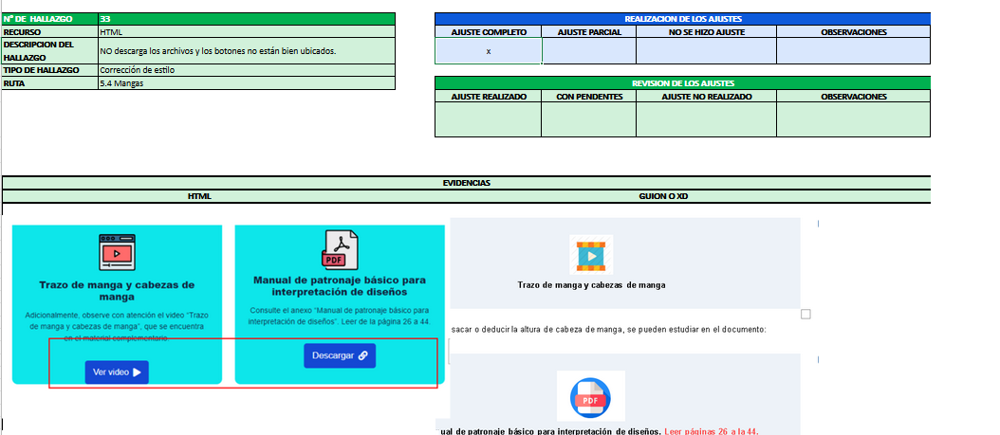 N° DE HALLAZGO 33
RECURSO HTML
DESCRIPCION DEL HALLAZGO NO descarga los archivos y los botones no están bien ubicados.
TIPO DE HALLAZGO Corrección de estilo
RUTA 5.4 Mangas
REALIZACION DE LOS AJUSTES
AJUSTE COMPLETO AJUSTE PARCIAL NO SE HIZO AJUSTE OBSERVACIONES
x
REVISION DE LOS AJUSTES
AJUSTE REALIZADO CON PENDENTES AJUSTE NO REALIZADO OBSERVACIONES
EVIDENCIAS
HTML GUION O XD
Trazo de manga y cabezas de
manga
Adicionalmente, observe con atención el video "Trazo
de manga y cabezas de manga", que se encuentra
en el material complementario.
Ver video
PDF
Manual de patronaje básico para
interpretación de diseños
Consulte el anexo "Manual de patronaje básico para
interpretación de diseños". Leer de la página 26 a 44.
Descargar
Trazo de manga y cabezas de manga
sacar o deducir la altura de cabeza de manga, se pueden estudiar en el documento:
PDF
ual de patronaje básico para interpretación de diseños. Leer páginas 26 a la 44.